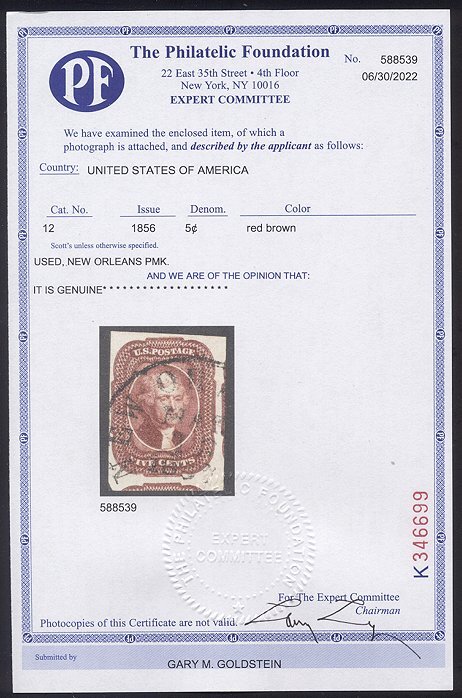 PF
The Philatelic Foundation
22 East 35th Street • 4th Floor
New York, NY 10016
EXPERT COMMITTEE
No. 588539
06/30/2022
We have examined the enclosed item, of which a
photograph is attached, and described by the applicant as follows:
Country: UNITED STATES OF AMERICA
Cat. No. Issue Denom. Color
12 1856 5¢ red brown
Scott's unless otherwise specified.
USED, NEW ORLEANS PMK.
AND WE ARE OF THE OPINION THAT:
IT IS GENUINE*******************
U.S. POSTAGE
NEW O
FIVE CENTS
588539
THE PHILATELIC FOUNDATION
EXPERT
COMMITTEE
K346699
For The Expert Committee
Chairman
Photocopies of this Certificate are not valid.
Submitted by
GARY M. GOLDSTEIN